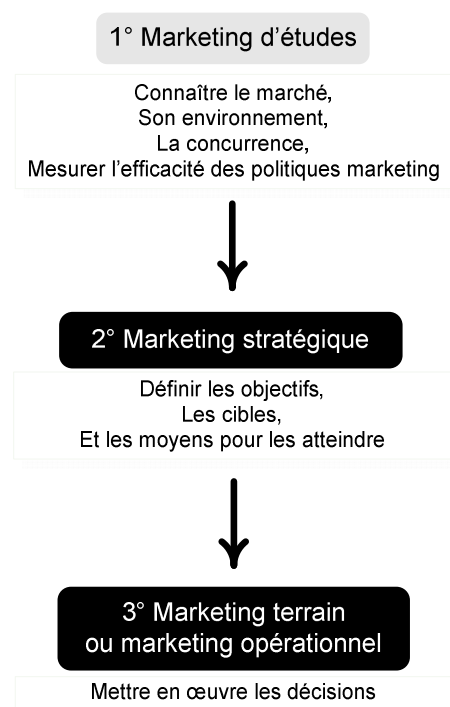 1° Marketing d’études
Connaître le marché,
Son environnement,
La concurrence,
Mesurer l’efficacité des politiques marketing
2° Marketing stratégique
Définir les objectifs,
Les cibles,
Et les moyens pour les atteindre
3° Marketing terrain
ou marketing opérationnel
Mettre en œuvre les décisions